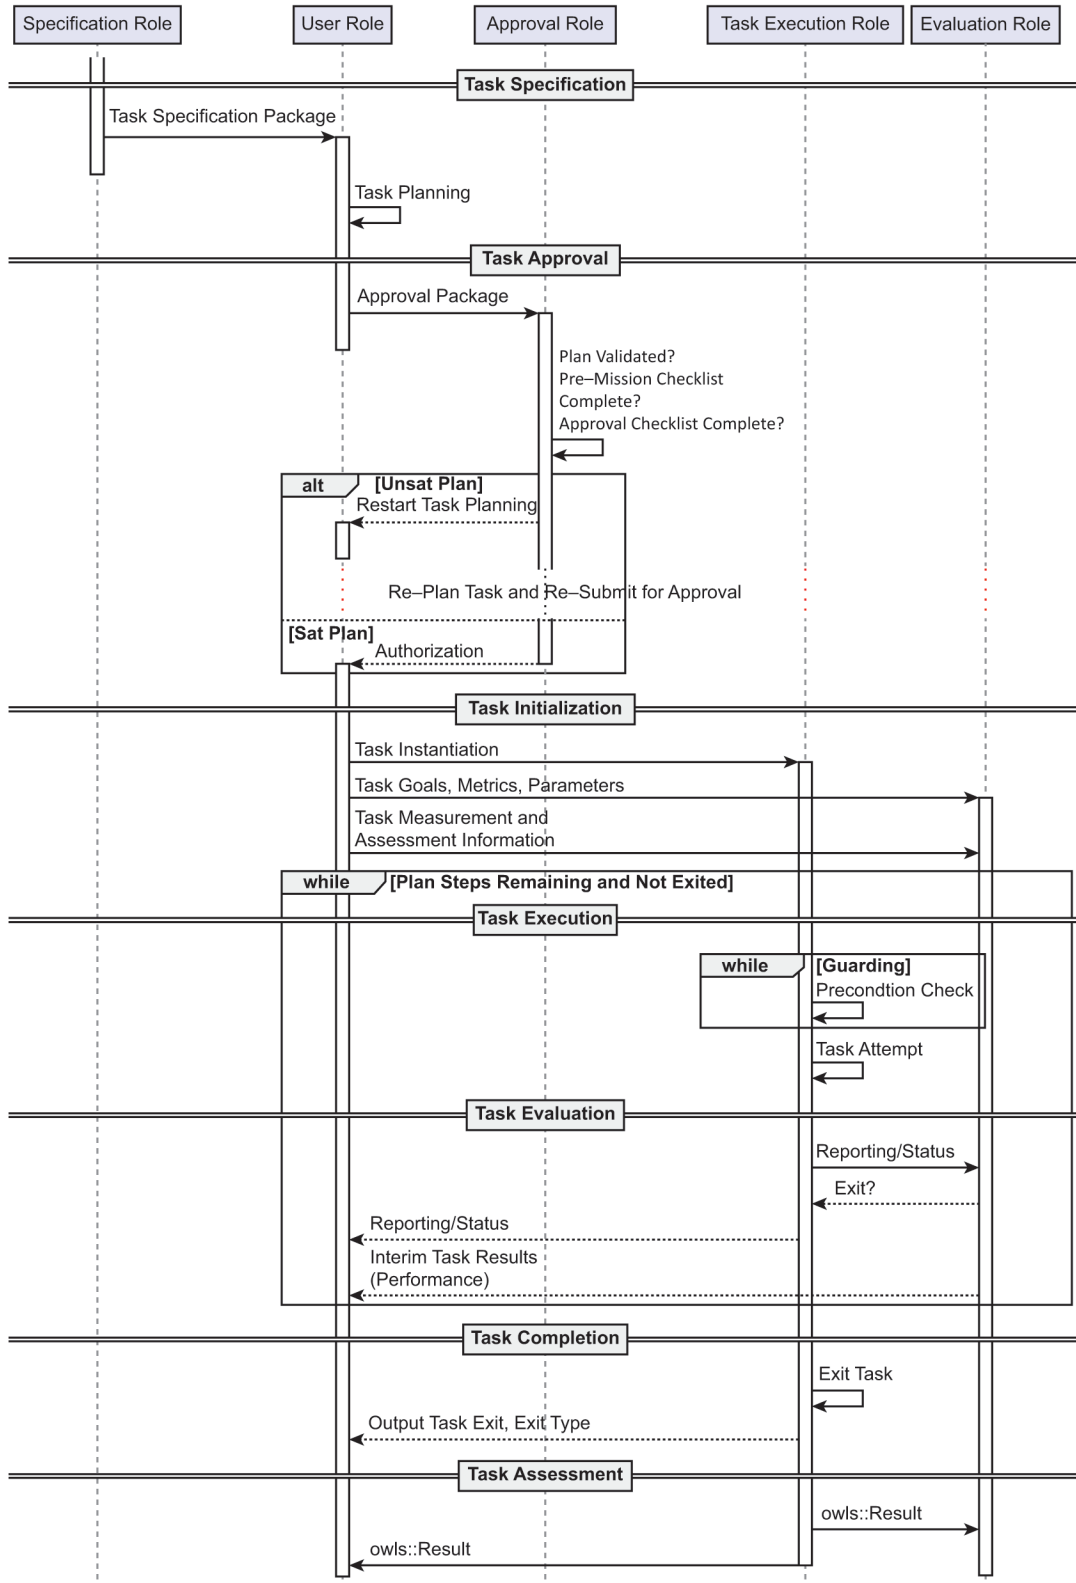 Specification Role
User Role
Approval Role
Task Execution Role
Evaluation Role
Task Specification
Task Specification Package
Task Planning
Task Approval
Approval Package
Plan Validated?
Pre–Mission Checklist
Complete?
Approval Checklist Complete?
alt
[Unsat Plan]
Restart Task Planning
Re–Plan Task and Re–Submit for Approval
[Sat Plan]
Authorization
Task Initialization
Task Instantiation
Task Goals, Metrics, Parameters
Task Measurement and
Assessment Information
while
[Plan Steps Remaining and Not Exited]
Task Execution
while
[Guarding]
Precondtion Check
Task Attempt
Task Evaluation
Reporting/Status
Exit?
Reporting/Status
Interim Task Results
(Performance)
Task Completion
Exit Task
Output Task Exit, Exit Type
Task Assessment
owls::Result
owls::Result